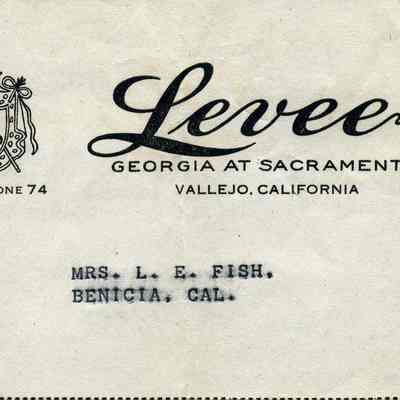 Levee
GEORGIA AT SACRAMENT
ONE 74
VALLEJO, CALIFORNIA
MRS. L. E. FISH,
BENICIA, CAL.